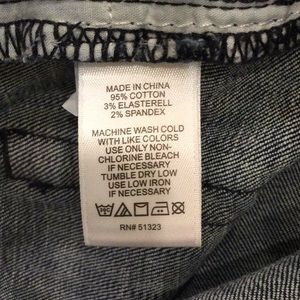 MADE IN CHINA
95% COTTON
3% ELASTERELL
2% SPANDEX
MACHINE WASH COLD
WITH LIKE COLORS
USE ONLY NON-
CHLORINE BLEACH
IF NECESSARY
TUMBLE DRY LOW
USE LOW IRON
IF NECESSARY
RN# 51323